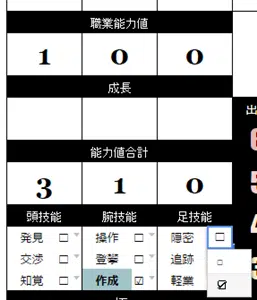 職業能力値
1 0 0
成長
能力値合計
3 1 0
頭技能 腕技能 足技能
発見 □ 操作 □ 隠密 □
交渉 □ 登攀 □ 追跡 □
知覚 □ 作成 ☑ 軽業 ☑
出
6
5
4